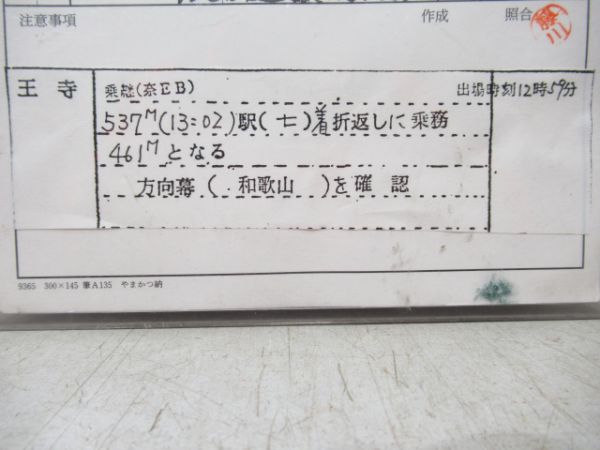 注意事項 作成 照合
王寺 乗継(奈EB) 出場時刻12時59分
537M(13:02)駅(七)着折返しに乗務
461Mとなる
方向幕( 和歌山 )を確認
9365 300×145 筆A135 やまかつ納